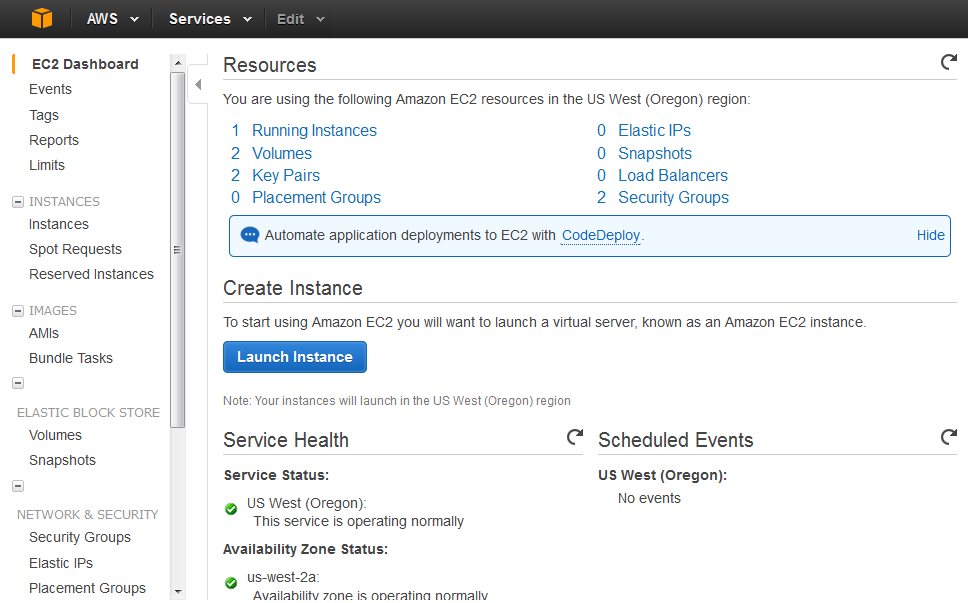 AWS Services Edit
EC2 Dashboard
Events
Tags
Reports
Limits
INSTANCES
Instances
Spot Requests
Reserved Instances
IMAGES
AMIs
Bundle Tasks
ELASTIC BLOCK STORE
Volumes
Snapshots
NETWORK & SECURITY
Security Groups
Elastic IPs
Placement Groups
Resources
You are using the following Amazon EC2 resources in the US West (Oregon) region:
1 Running Instances
2 Volumes
2 Key Pairs
0 Placement Groups
0 Elastic IPs
0 Snapshots
0 Load Balancers
2 Security Groups
Automate application deployments to EC2 with CodeDeploy. Hide
Create Instance
To start using Amazon EC2 you will want to launch a virtual server, known as an Amazon EC2 instance.
Launch Instance
Note: Your instances will launch in the US West (Oregon) region
Service Health
Service Status:
US West (Oregon):
This service is operating normally
Availability Zone Status:
us-west-2a:
Availability zone is operating normally
Scheduled Events
US West (Oregon):
No events